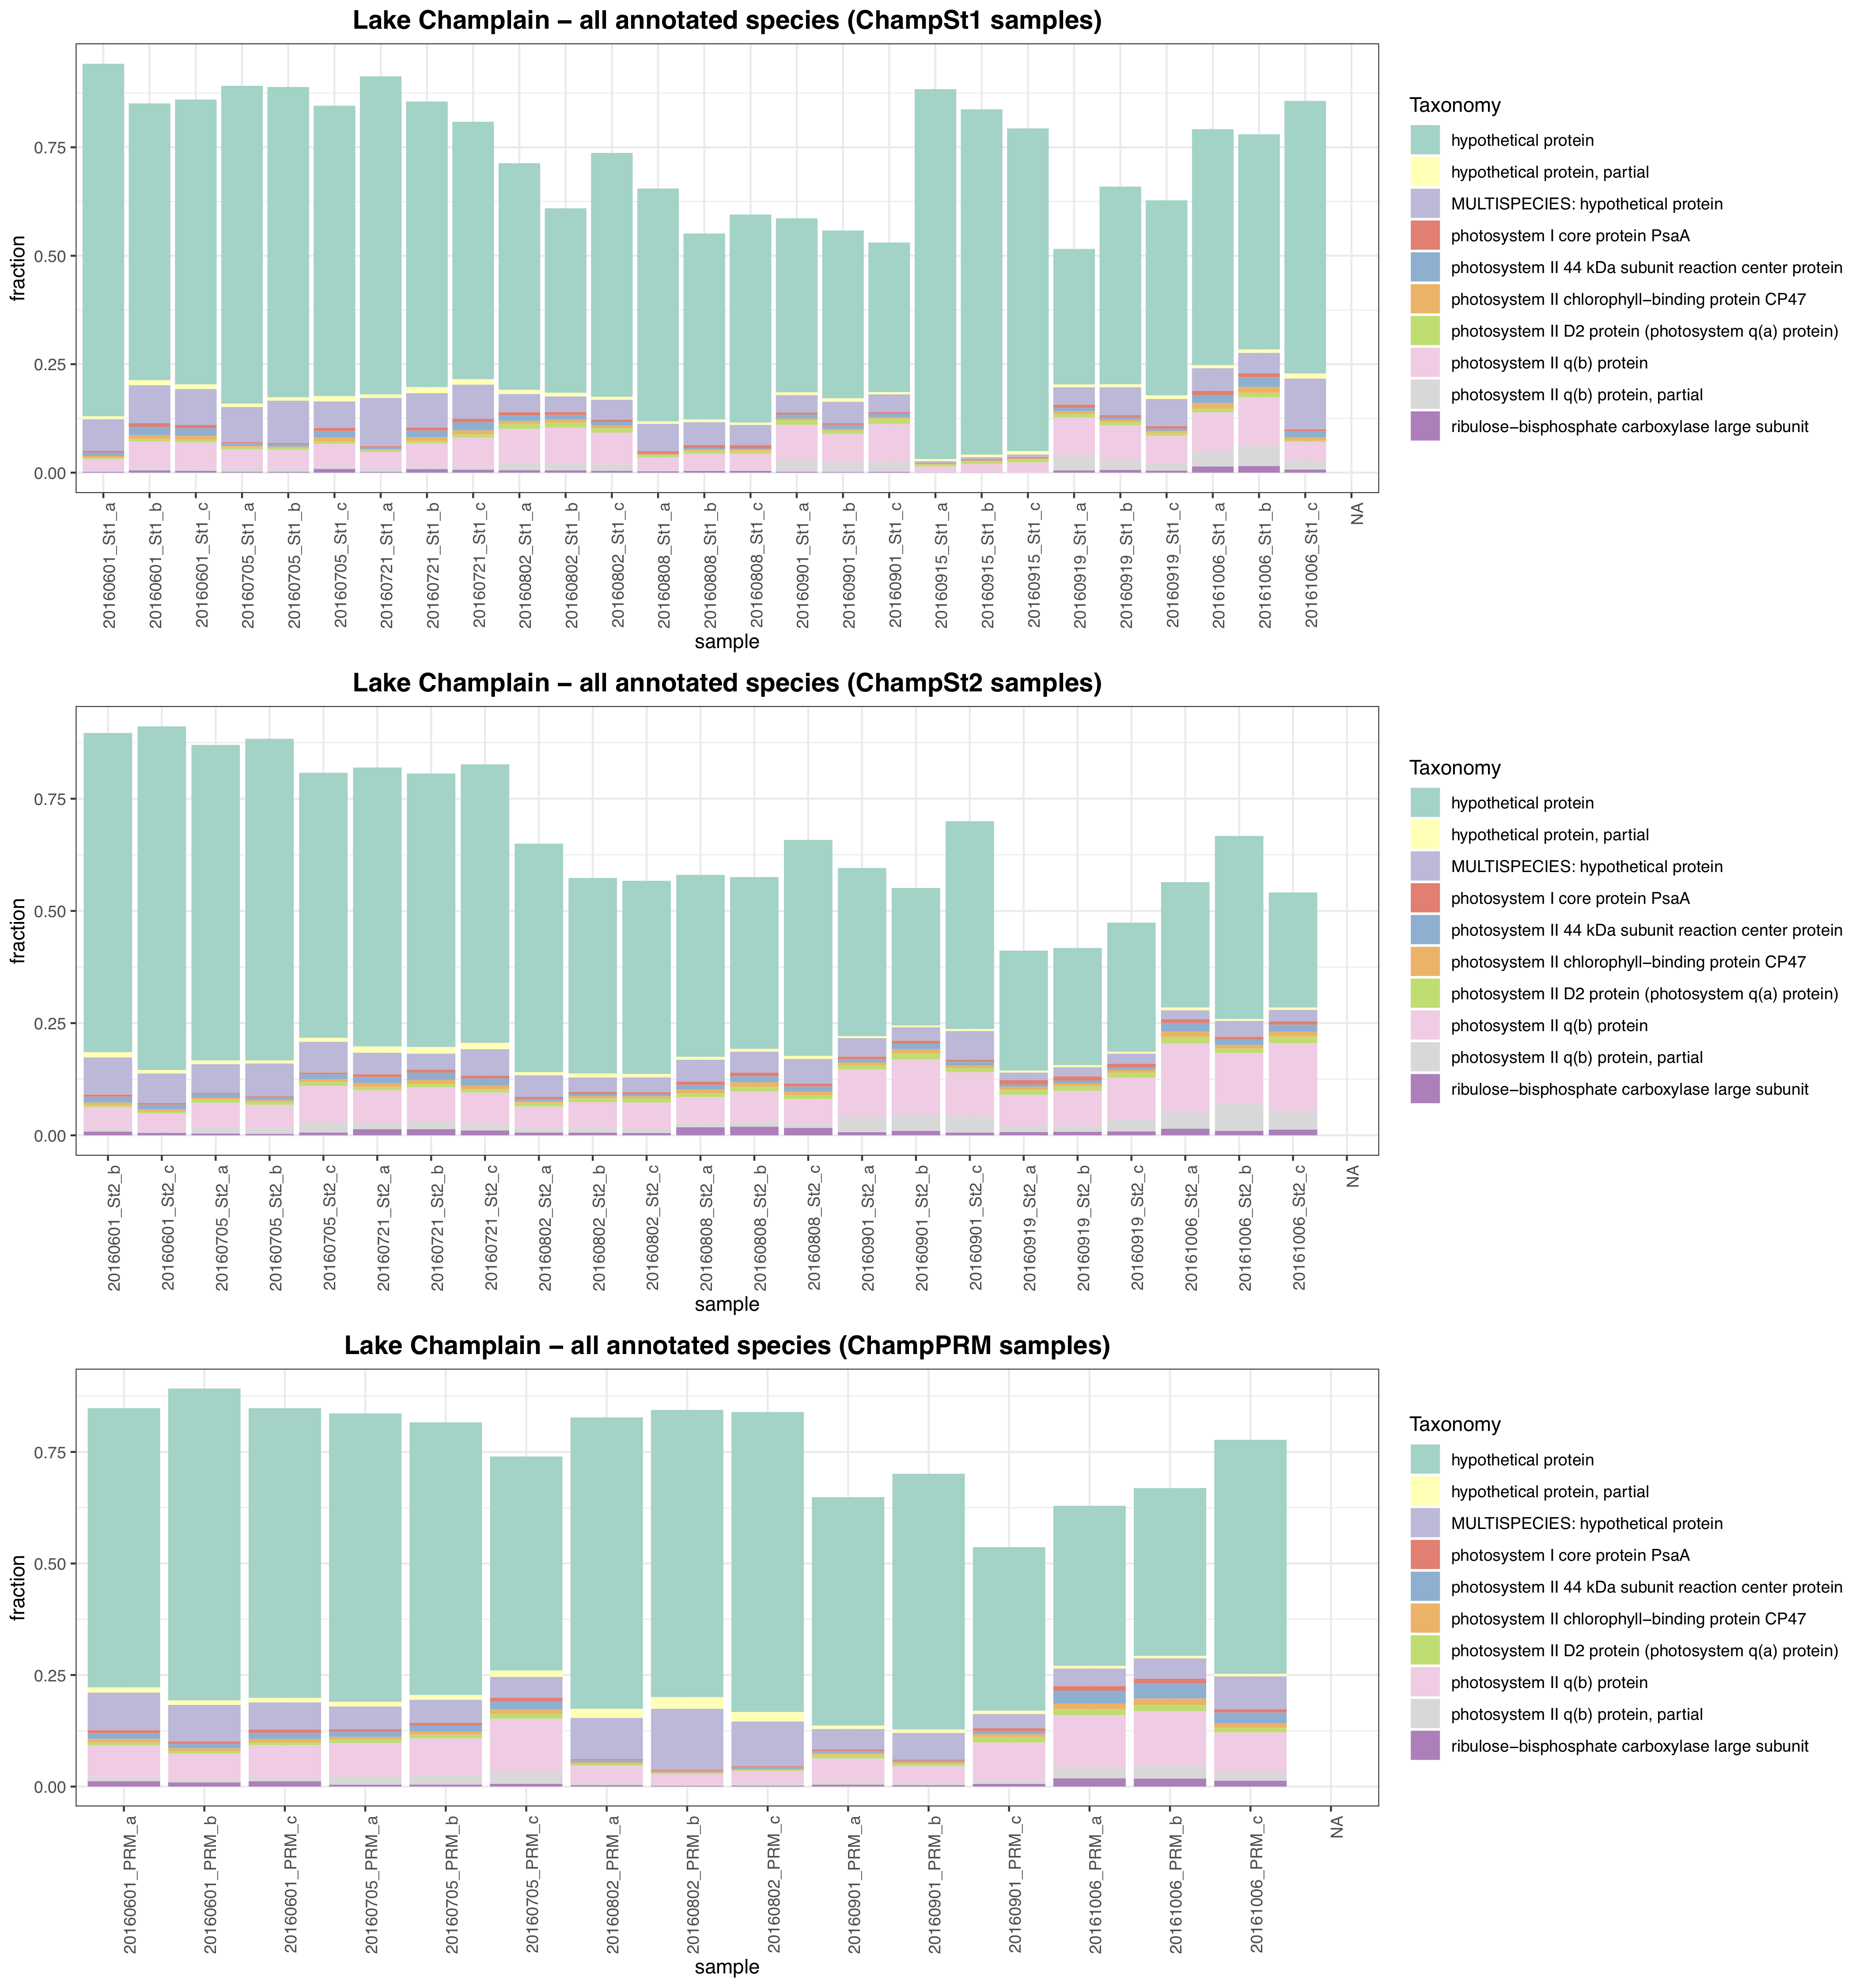 Lake Champlain − all annotated species (ChampSt1 samples)
fraction
0.75
0.50
0.25
0.00
20160601_St1_a
20160601_St1_b
20160601_St1_c
20160705_St1_a
20160705_St1_b
20160705_St1_c
20160721_St1_a
20160721_St1_b
20160721_St1_c
20160802_St1_a
20160802_St1_b
20160802_St1_c
20160808_St1_a
20160808_St1_b
20160808_St1_c
20160901_St1_a
20160901_St1_b
20160901_St1_c
20160915_St1_a
20160915_St1_b
20160915_St1_c
20160919_St1_a
20160919_St1_b
20160919_St1_c
20161006_St1_a
20161006_St1_b
20161006_St1_c
NA
sample
Taxonomy
hypothetical protein
hypothetical protein, partial
MULTISPECIES: hypothetical protein
photosystem I core protein PsaA
photosystem II 44 kDa subunit reaction center protein
photosystem II chlorophyll−binding protein CP47
photosystem II D2 protein (photosystem q(a) protein)
photosystem II q(b) protein
photosystem II q(b) protein, partial
ribulose−bisphosphate carboxylase large subunit
Lake Champlain − all annotated species (ChampSt2 samples)
fraction
0.75
0.50
0.25
0.00
20160601_St2_b
20160601_St2_c
20160705_St2_a
20160705_St2_b
20160705_St2_c
20160721_St2_a
20160721_St2_b
20160721_St2_c
20160802_St2_a
20160802_St2_b
20160802_St2_c
20160808_St2_a
20160808_St2_b
20160808_St2_c
20160901_St2_a
20160901_St2_b
20160901_St2_c
20160919_St2_a
20160919_St2_b
20160919_St2_c
20161006_St2_a
20161006_St2_b
20161006_St2_c
NA
sample
Taxonomy
hypothetical protein
hypothetical protein, partial
MULTISPECIES: hypothetical protein
photosystem I core protein PsaA
photosystem II 44 kDa subunit reaction center protein
photosystem II chlorophyll−binding protein CP47
photosystem II D2 protein (photosystem q(a) protein)
photosystem II q(b) protein
photosystem II q(b) protein, partial
ribulose−bisphosphate carboxylase large subunit
Lake Champlain − all annotated species (ChampPRM samples)
fraction
0.75
0.50
0.25
0.00
20160601_PRM_a
20160601_PRM_b
20160601_PRM_c
20160705_PRM_a
20160705_PRM_b
20160705_PRM_c
20160802_PRM_a
20160802_PRM_b
20160802_PRM_c
20160901_PRM_a
20160901_PRM_b
20160901_PRM_c
20161006_PRM_a
20161006_PRM_b
20161006_PRM_c
NA
sample
Taxonomy
hypothetical protein
hypothetical protein, partial
MULTISPECIES: hypothetical protein
photosystem I core protein PsaA
photosystem II 44 kDa subunit reaction center protein
photosystem II chlorophyll−binding protein CP47
photosystem II D2 protein (photosystem q(a) protein)
photosystem II q(b) protein
photosystem II q(b) protein, partial
ribulose−bisphosphate carboxylase large subunit